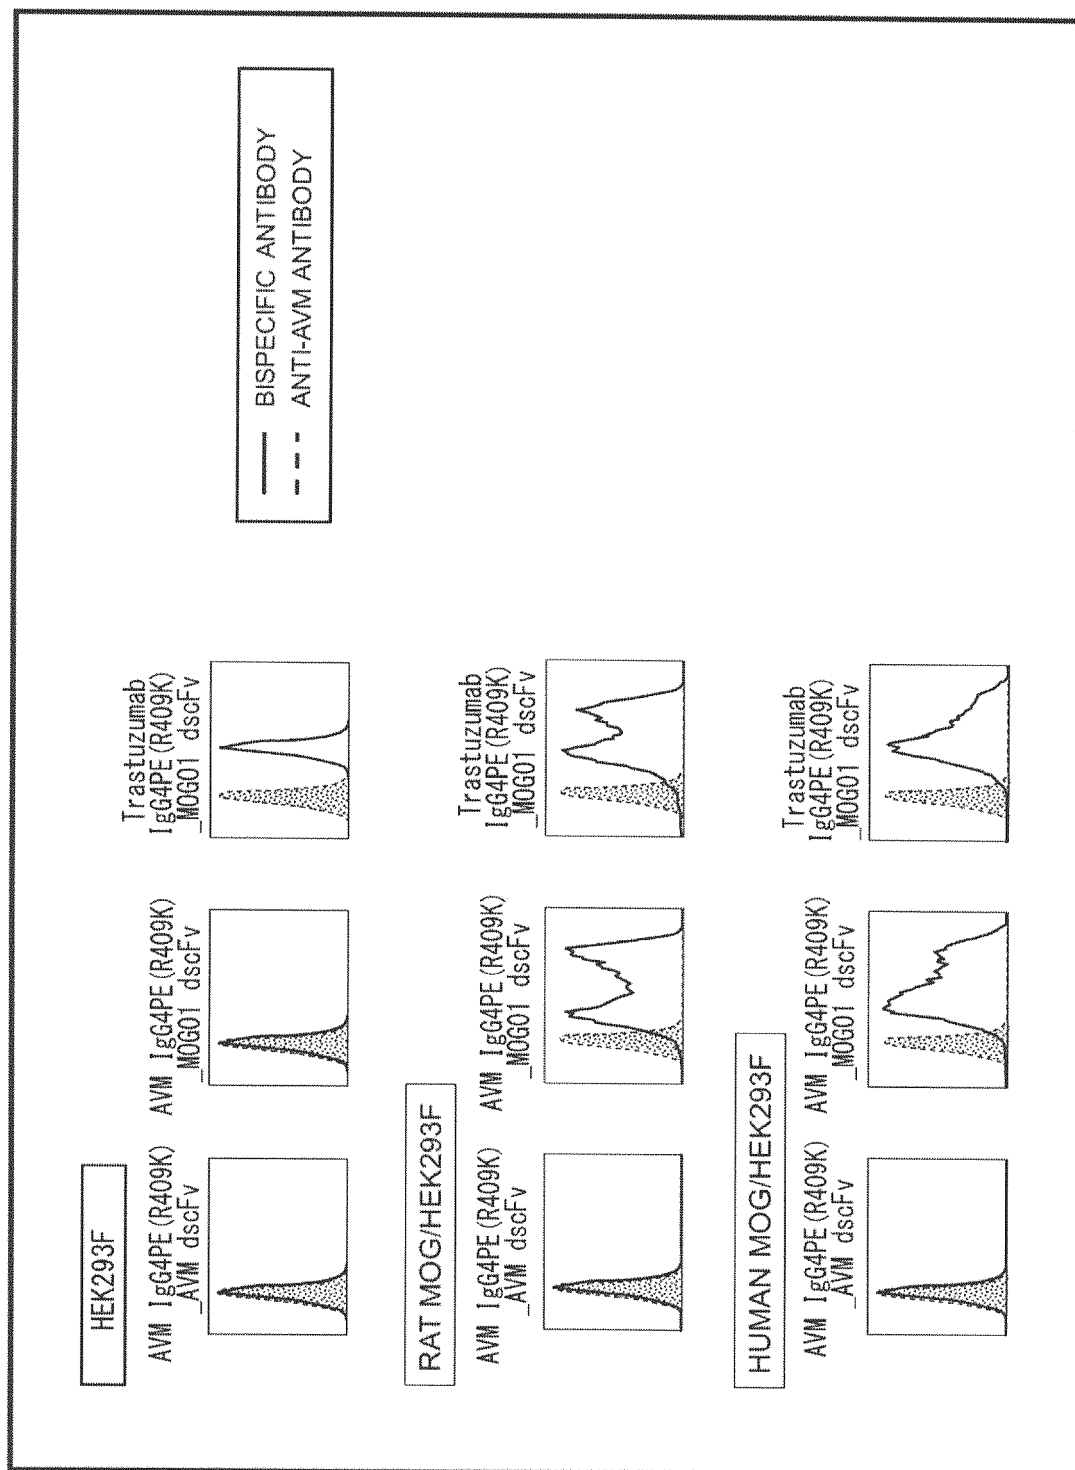 HEK293F
AVM IgG4PE(R409K)
_AVM dscFv
AVM IgG4PE(R409K)
_MOG01 dscFv
Trastuzumab
IgG4PE(R409K)
_MOG01 dscFv
BISPECIFIC ANTIBODY
ANTI-AVM ANTIBODY
RAT MOG/HEK293F
AVM IgG4PE(R409K)
_AVM dscFv
AVM IgG4PE(R409K)
_MOG01 dscFv
Trastuzumab
IgG4PE(R409K)
_MOG01 dscFv
HUMAN MOG/HEK293F
AVM IgG4PE(R409K)
_AVM dscFv
AVM IgG4PE(R409K)
_MOG01 dscFv
Trastuzumab
IgG4PE(R409K)
_MOG01 dscFv